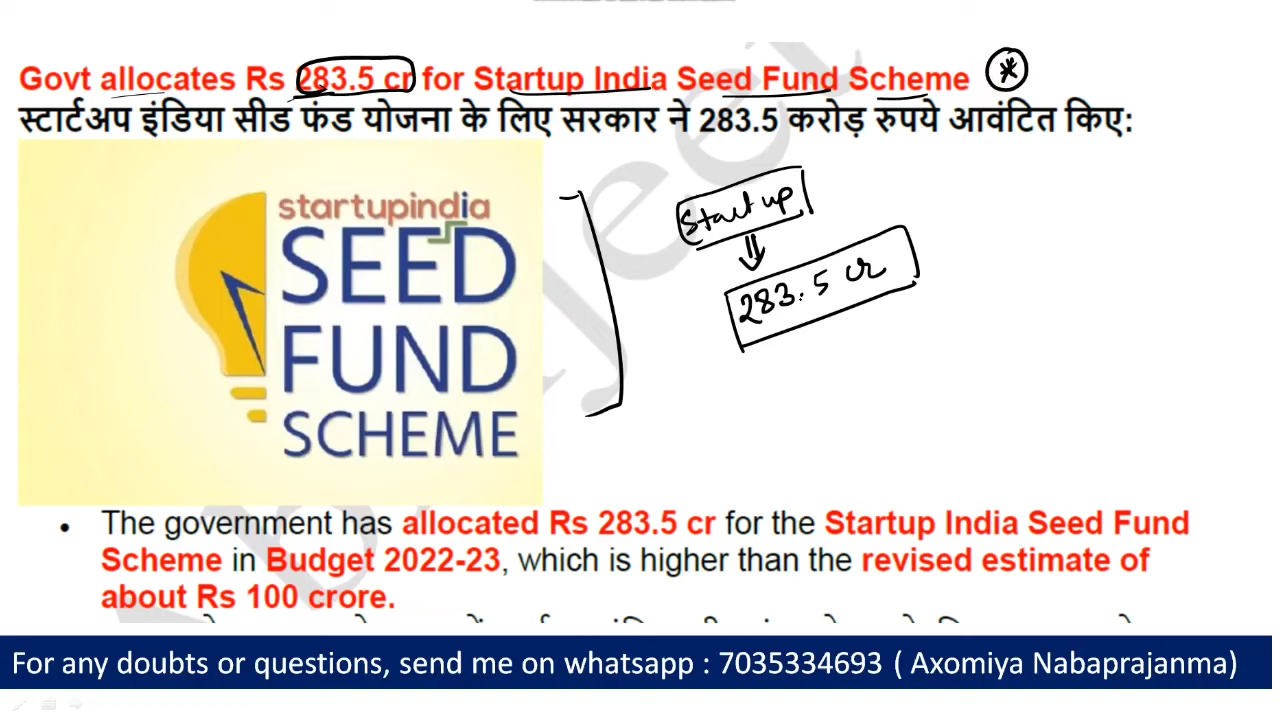 Govt allocates Rs 283.5 cr for Startup India Seed Fund Scheme *
स्टार्टअप इंडिया सीड फंड योजना के लिए सरकार ने 283.5 करोड़ रुपये आवंटित किए:
startupindia
SEED
FUND
SCHEME
Start up
283.5 cr
• The government has allocated Rs 283.5 cr for the Startup India Seed Fund
Scheme in Budget 2022-23, which is higher than the revised estimate of
about Rs 100 crore.
For any doubts or questions, send me on whatsapp : 7035334693 ( Axomiya Nabaprajanma)